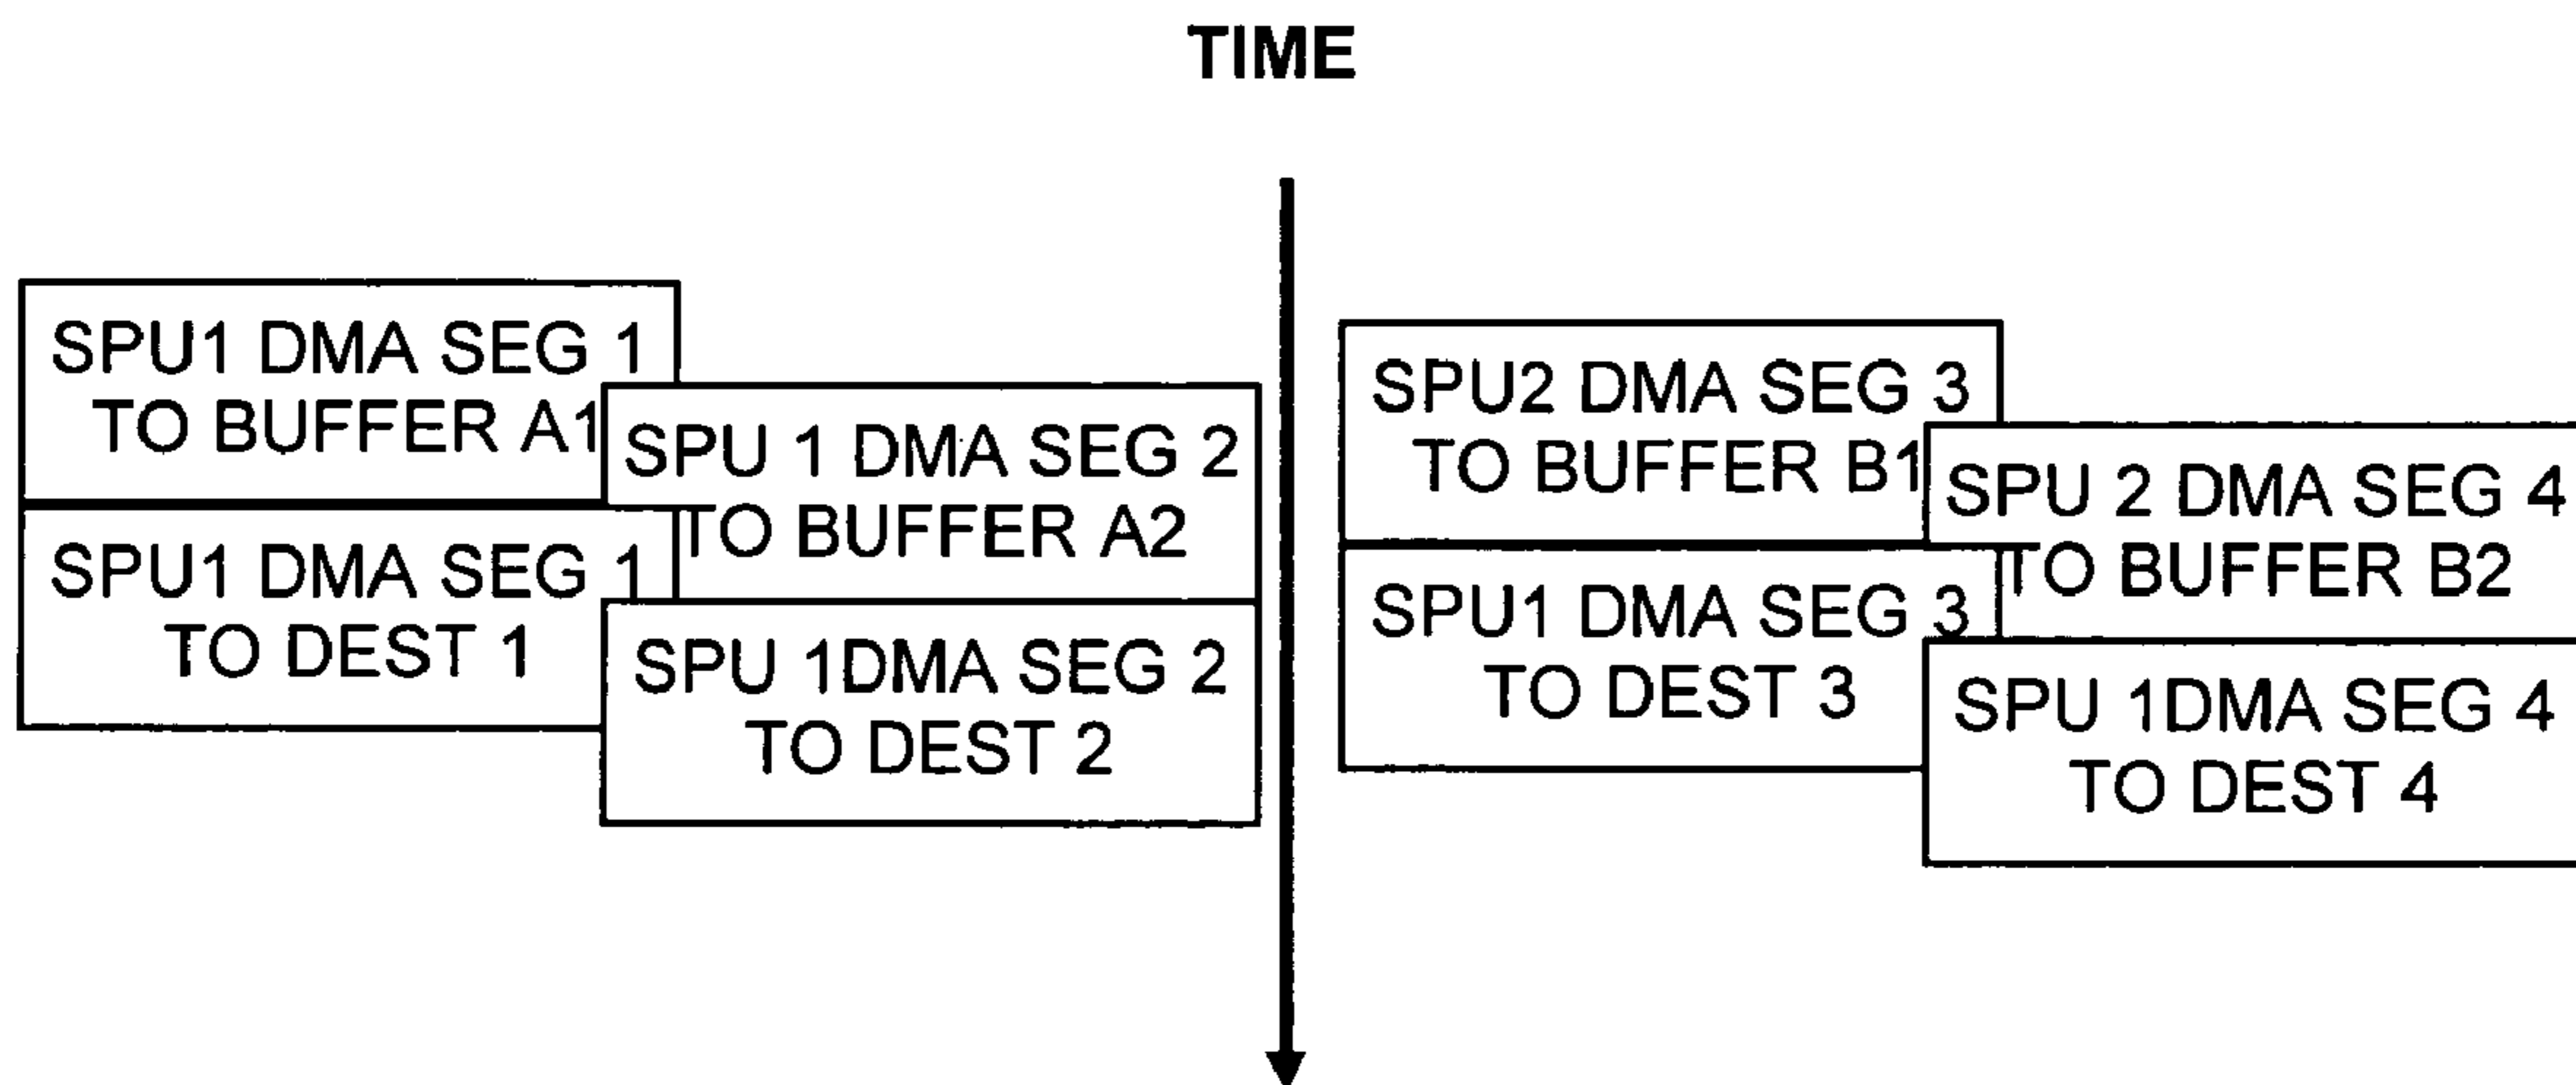 TIME
SPU1 DMA SEG 1
TO BUFFER A1
SPU 1 DMA SEG 2
TO BUFFER A2
SPU1 DMA SEG 1
TO DEST 1
SPU 1DMA SEG 2
TO DEST 2
SPU2 DMA SEG 3
TO BUFFER B1
SPU 2 DMA SEG 4
TO BUFFER B2
SPU1 DMA SEG 3
TO DEST 3
SPU 1DMA SEG 4
TO DEST 4